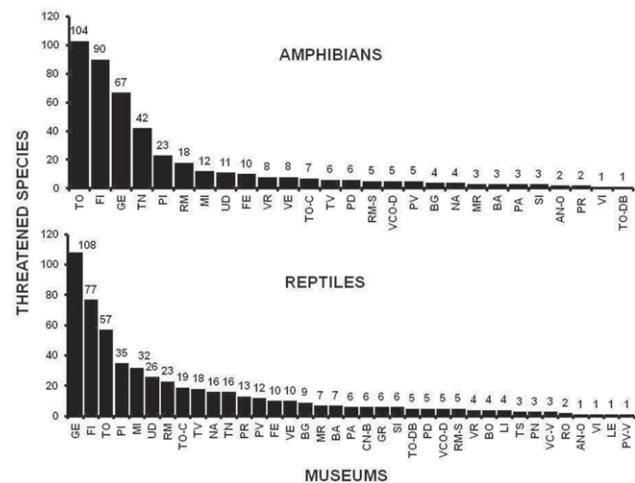 THREATENED SPECIES
AMPHIBIANS
120
100
80
60
40
20
0
104 90 67 42 23 18 12 11 10 8 8 7 6 6 5 5 5 4 4 3 3 3 3 2 2 1 1
TO FI GE TN PI RM MI UD FE VR VE TO-C TV PD RM-S VCO-D PV BG NA MR BA PA SI AN-O PR VI TO-DB
REPTILES
120
100
80
60
40
20
0
108 77 57 35 32 26 23 19 18 16 16 13 12 10 10 9 7 7 6 6 6 6 5 5 5 5 4 4 4 3 3 3 2 1 1 1 1
GE FI TO PI MI UD RM TO-C TV NA TN PR PV FE VE BG MR BA PA CN-B GR SI TO-DB PD VCO-D RM-S VR BO LI TS PN VC-V RO AN-O VI LE PV-V
MUSEUMS